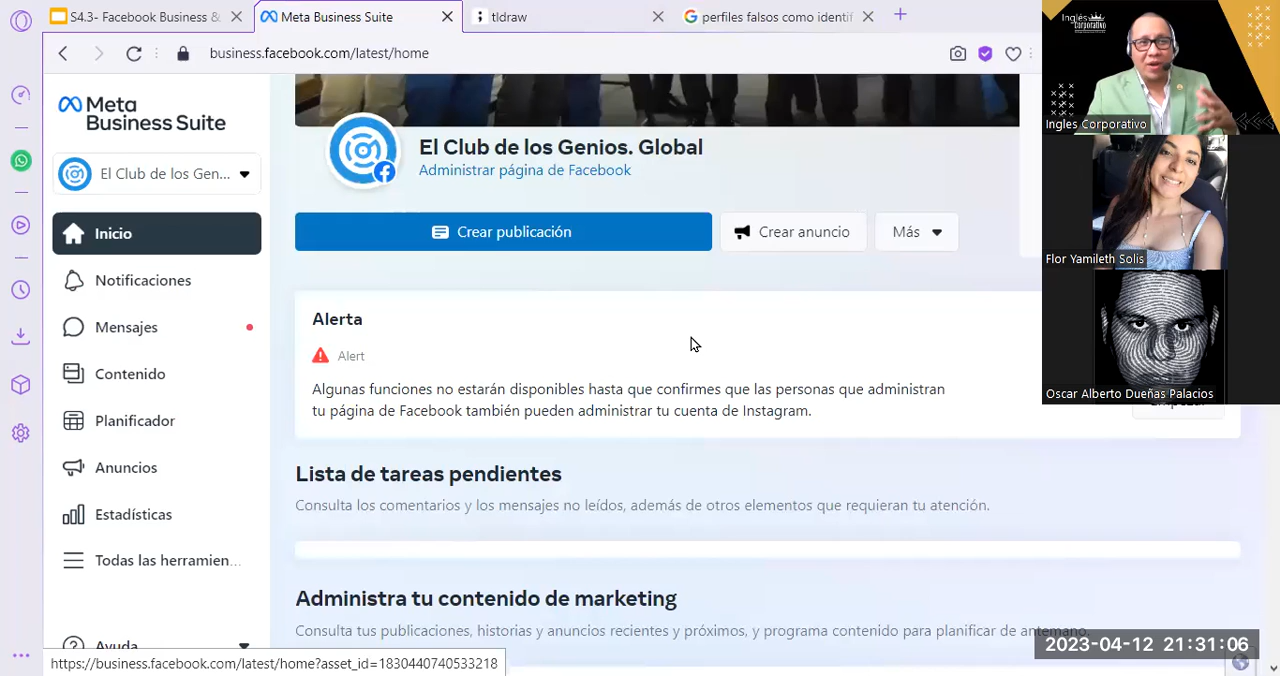 S4.3- Facebook Business &
Meta Business Suite
tldraw
perfiles falsos como identif
business.facebook.com/latest/home
Meta
Business Suite
El Club de los Gen...
Inicio
Notificaciones
Mensajes
Contenido
Planificador
Anuncios
Estadísticas
Todas las herramien...
Ayuda
El Club de los Genios. Global
Administrar página de Facebook
Crear publicación
Crear anuncio
Más
Alerta
Alert
Algunas funciones no estarán disponibles hasta que confirmes que las personas que administran
tu página de Facebook también pueden administrar tu cuenta de Instagram.
Lista de tareas pendientes
Consulta los comentarios y los mensajes no leídos, además de otros elementos que requieran tu atención.
Administra tu contenido de marketing
Consulta tus publicaciones, historias y anuncios recientes y próximos, y programa contenido para planificar de antemano.
https://business.facebook.com/latest/home?asset_id=1830440740533218
Inglés
Corporativo
Ingles Corporativo
Flor Yamileth Solis
Oscar Alberto Dueñas Palacios
2023-04-12 21:31:06